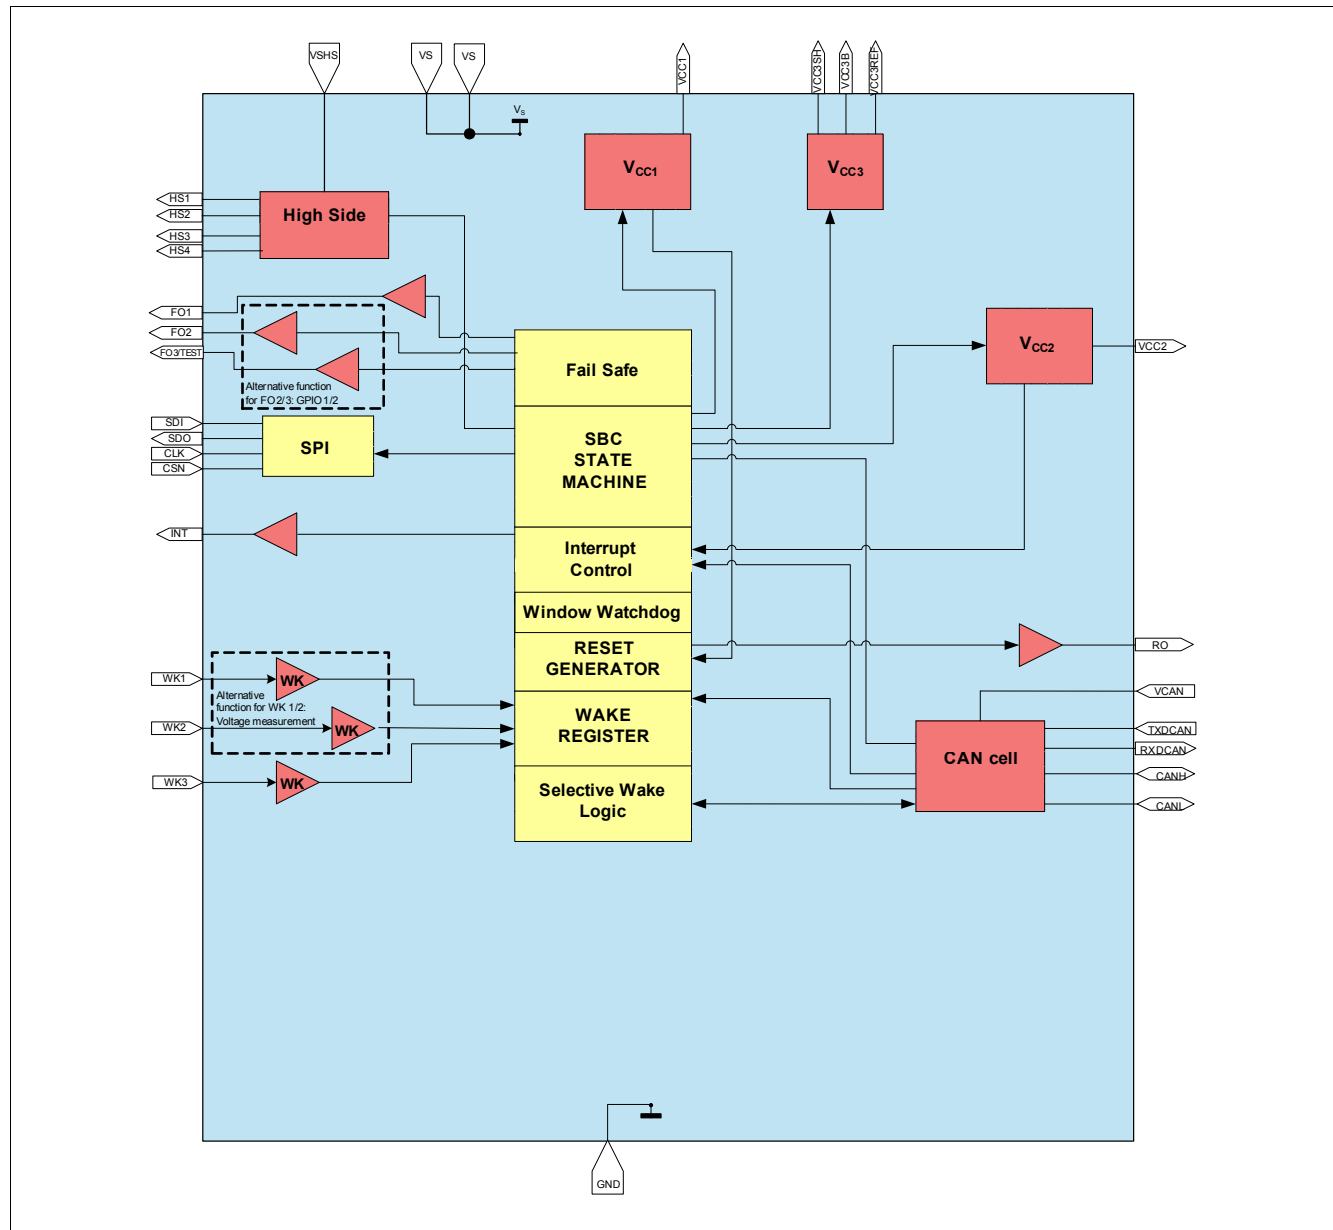 VSHS
VS
VS
VCC1
VCC3SH
VCC3B
VCC3REF
Vs
VCC1
VCC3
HS1
HS2
HS3
HS4
High Side
FO1
FO2
FO3/TEST
Alternative function
for FO2/3: GPIO1/2
Fail Safe
VCC2
VCC2
SDI
SDO
CLK
CSN
SPI
SBC
STATE
MACHINE
INT
Interrupt
Control
Window Watchdog
RESET
GENERATOR
RO
WK1
WK
Alternative
function for WK 1/2:
Voltage measurement
WK2
WK
WK3
WK
WAKE
REGISTER
Selective Wake
Logic
VCAN
TXDCAN
RXDCAN
CANH
CANL
CAN cell
GND